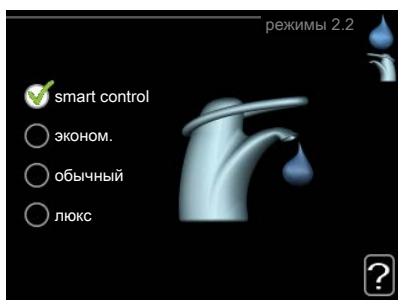 режимы 2.2
smart control
эконом.
обычный
люкс
?